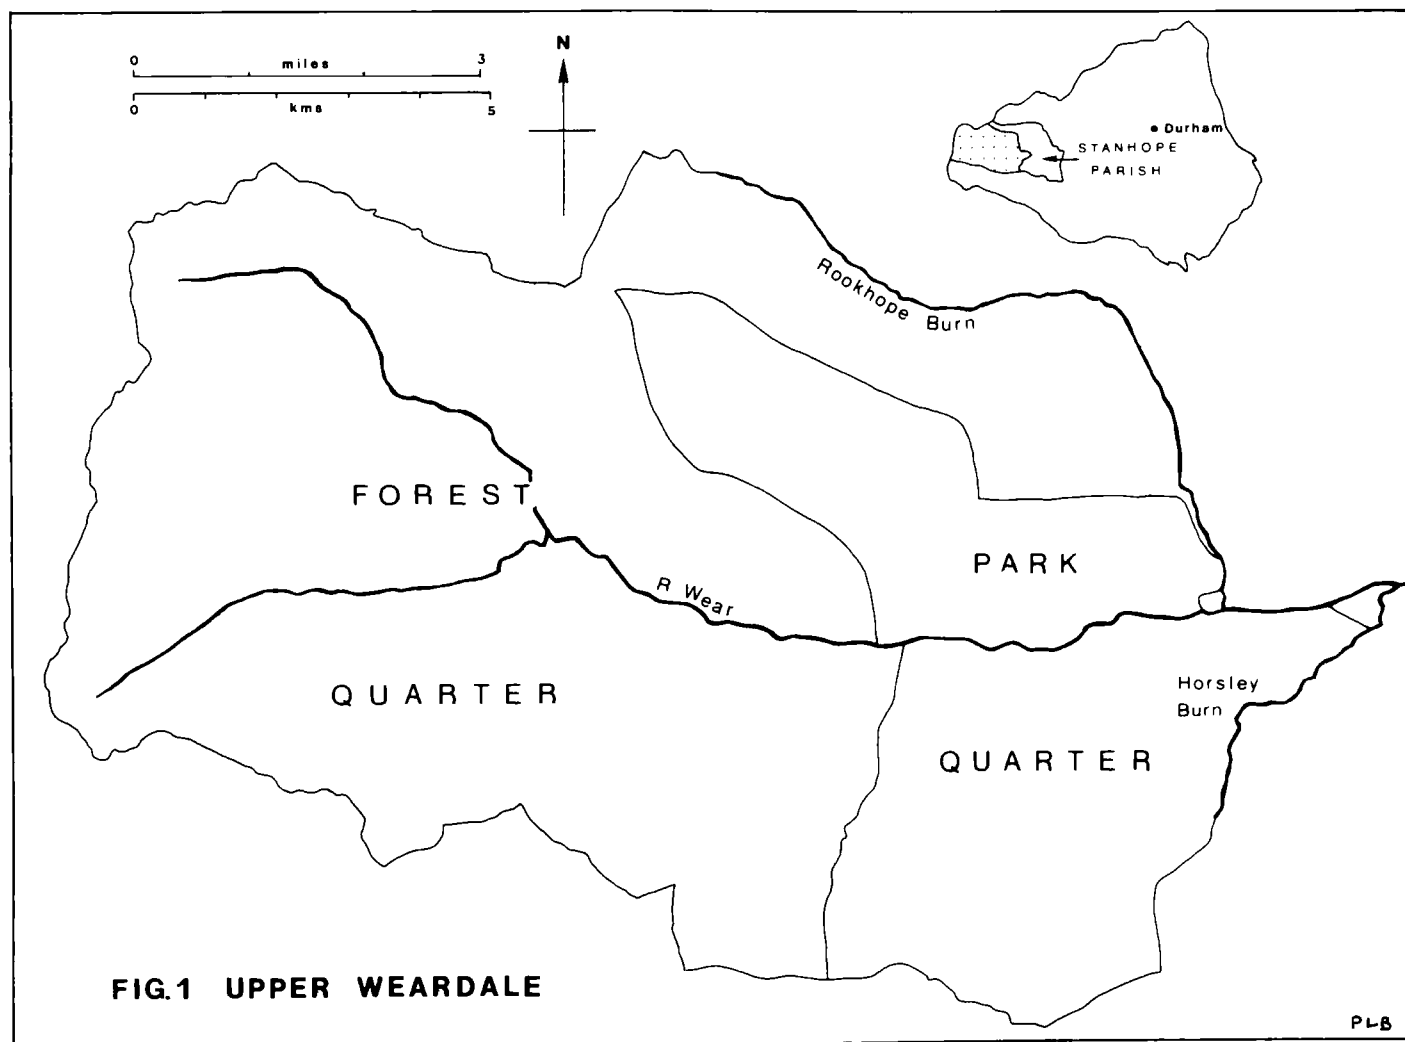 0 miles 3
0 kms 5
N
Durham
STANHOPE
PARISH
Rookhope Burn
FOREST
PARK
R Wear
QUARTER
Horsley
Burn
QUARTER
FIG.1 UPPER WEARDALE
PLB